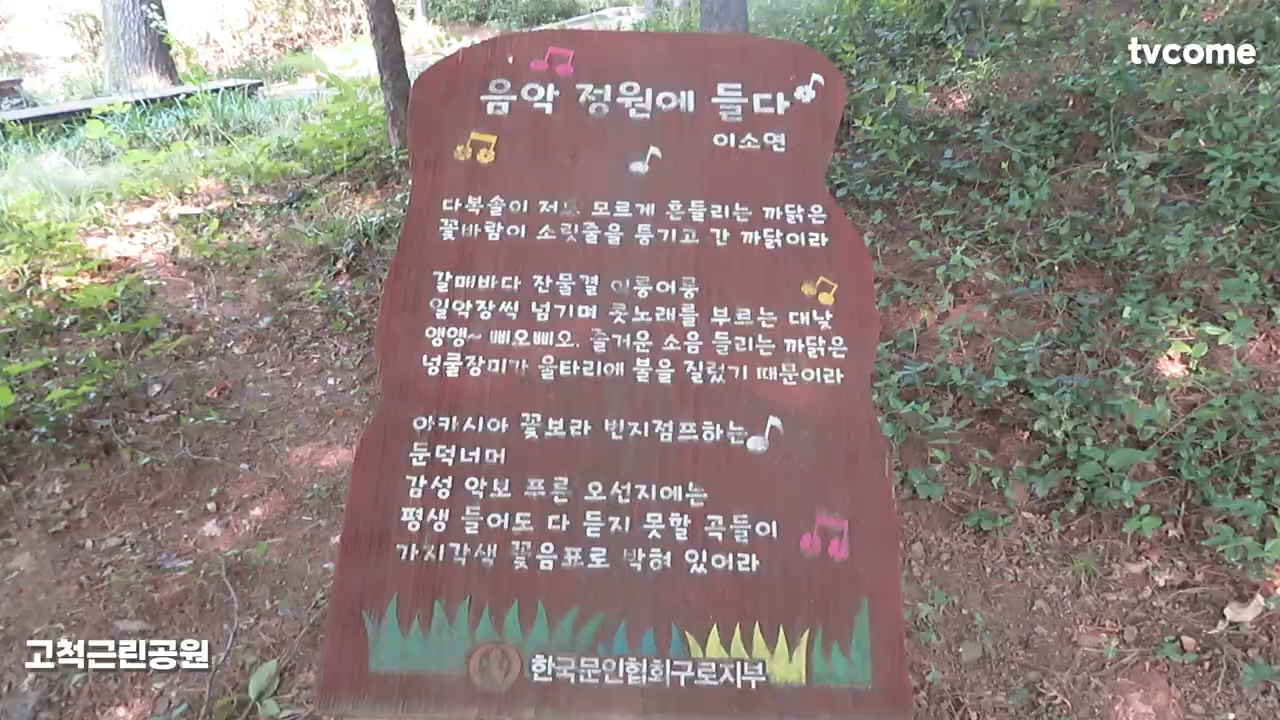 tvcome
음악 정원에 들다
이소연
다복솔이 저도 모르게 흔들리는 까닭은
꽃바람이 소릿줄을 퉁기고 간 까닭이라
갈매바다 잔물결 이룽어룽
일악장씩 넘기며 콧노래를 부르는 대낮
앵앵~ 삐오삐오, 즐거운 소음 들리는 까닭은
넝쿨장미가 울타리에 불을 질렀기 때문이라
아카시아 꽃보라 번지점프하는
둔덕너머
감성 악보 푸른 오선지에는
평생 들어도 다 듣지 못할 곡들이
가지각색 꽃음표로 박혀 있어라
한국문인협회구로지부
고척근린공원